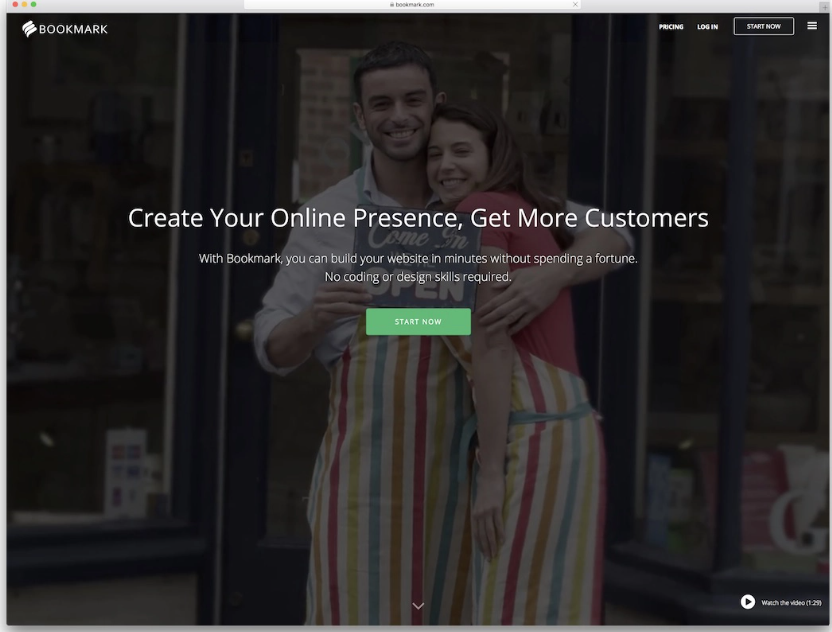 bookmark.com
BOOKMARK
PRICING
LOG IN
START NOW
Create Your Online Presence, Get More Customers
Come In
With Bookmark, you can build your website in minutes without spending a fortune.
No coding or design skills required.
OPEN
START NOW
G
Watch the video (1:29)